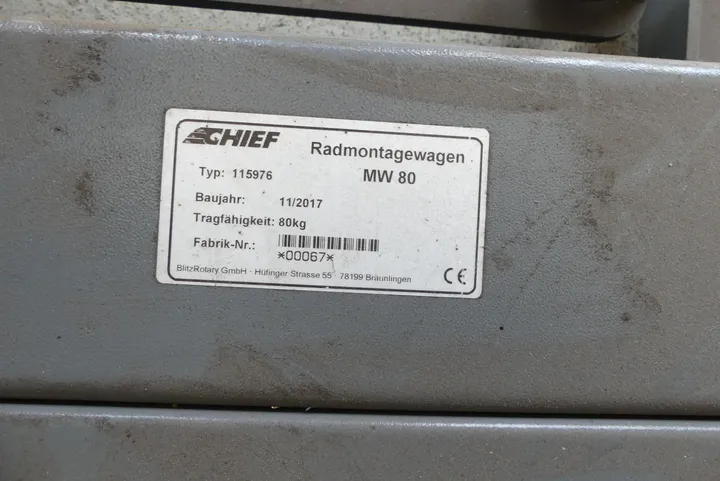 CHIEF
Radmontagewagen
Typ: 115976 MW 80
Baujahr: 11/2017
Tragfähigkeit: 80kg
Fabrik-Nr.:
*00067*
BlitzRotary GmbH · Hüfinger Strasse 55 78199 Bräunlingen
CE